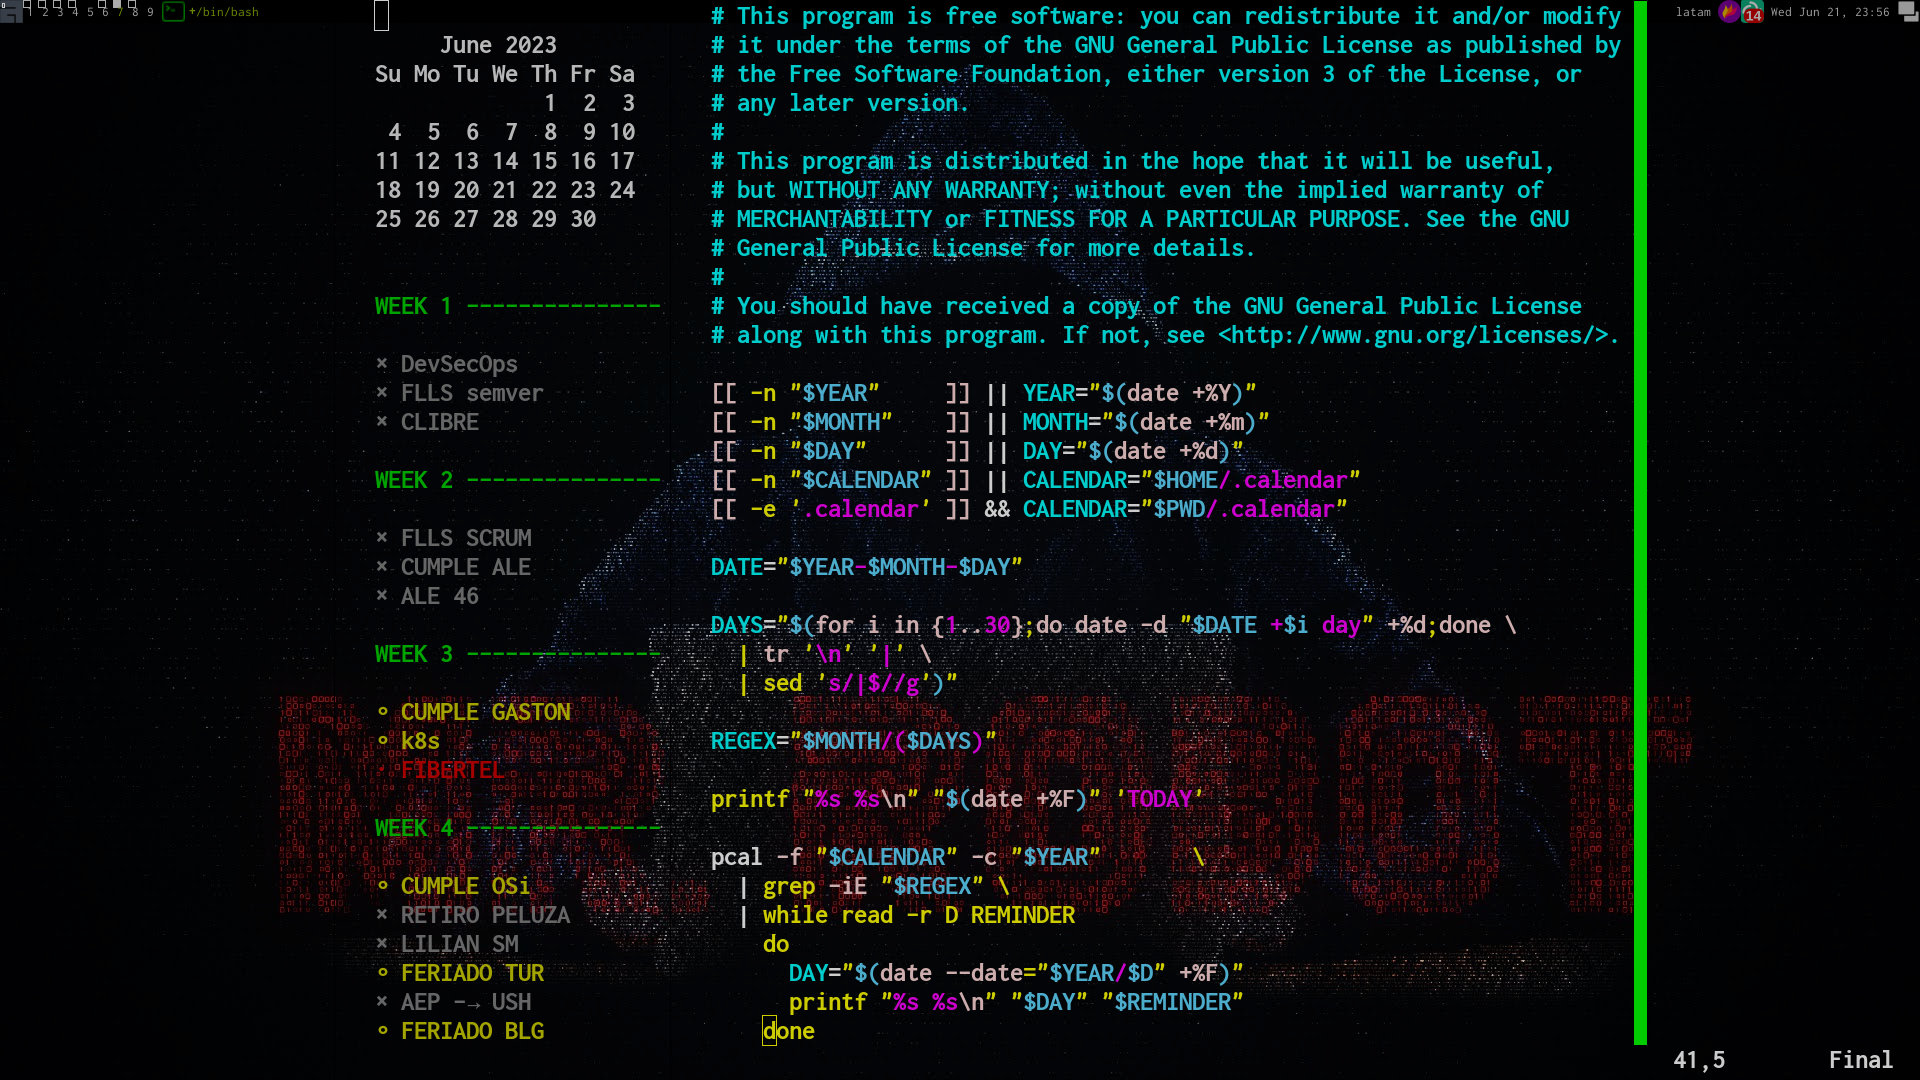 1 2 3 4 5 6 7 8 9 +/bin/bash
latam 14 Wed Jun 21, 23:56
June 2023
Su Mo Tu We Th Fr Sa
1 2 3
4 5 6 7 8 9 10
11 12 13 14 15 16 17
18 19 20 21 22 23 24
25 26 27 28 29 30
WEEK 1 ---------------
× DevSecOps
× FLLS semver
× CLIBRE
WEEK 2 ---------------
× FLLS SCRUM
× CUMPLE ALE
× ALE 46
WEEK 3 ---------------
∘ CUMPLE GASTON
∘ k8s
· FIBERTEL
WEEK 4 ---------------
∘ CUMPLE OSi
× RETIRO PELUZA
× LILIAN SM
∘ FERIADO TUR
× AEP -→ USH
∘ FERIADO BLG
# This program is free software: you can redistribute it and/or modify
# it under the terms of the GNU General Public License as published by
# the Free Software Foundation, either version 3 of the License, or
# any later version.
#
# This program is distributed in the hope that it will be useful,
# but WITHOUT ANY WARRANTY; without even the implied warranty of
# MERCHANTABILITY or FITNESS FOR A PARTICULAR PURPOSE. See the GNU
# General Public License for more details.
#
# You should have received a copy of the GNU General Public License
# along with this program. If not, see <http://www.gnu.org/licenses/>.
[[ -n "$YEAR"     ]] || YEAR="$(date +%Y)"
[[ -n "$MONTH"    ]] || MONTH="$(date +%m)"
[[ -n "$DAY"      ]] || DAY="$(date +%d)"
[[ -n "$CALENDAR" ]] || CALENDAR="$HOME/.calendar"
[[ -e '.calendar' ]] && CALENDAR="$PWD/.calendar"
DATE="$YEAR-$MONTH-$DAY"
DAYS="$(for i in {1..30};do date -d "$DATE +$i day" +%d;done \
| tr '\n' '|' \
| sed 's/|$//g')"
REGEX="$MONTH/($DAYS)"
printf "%s %s\n" "$(date +%F)" 'TODAY'
pcal -f "$CALENDAR" -c "$YEAR"       \
| grep -iE "$REGEX" \
| while read -r D REMINDER
do
DAY="$(date --date="$YEAR/$D" +%F)"
printf "%s %s\n" "$DAY" "$REMINDER"
done
MR ROBOT
41,5 Final